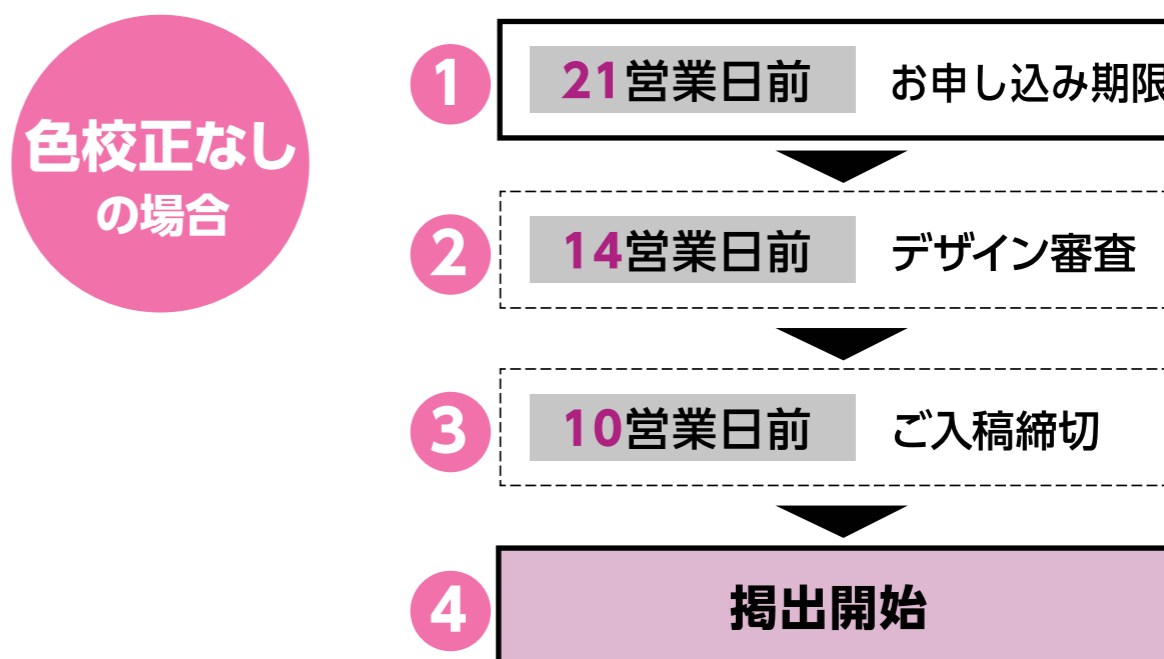 色校正なし
の場合
1 21営業日前 お申し込み期限
2 14営業日前 デザイン審査
3 10営業日前 ご入稿締切
4 掲出開始